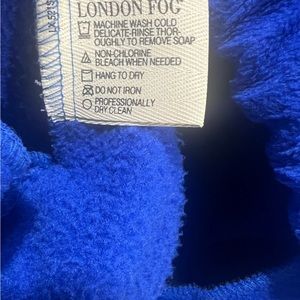 LONDON FOG®
MACHINE WASH COLD
DELICATE-RINSE THOR-
OUGHLY TO REMOVE SOAP
NON-CHLORINE
BLEACH WHEN NEEDED
HANG TO DRY
DO NOT IRON
PROFESSIONALLY
DRY CLEAN